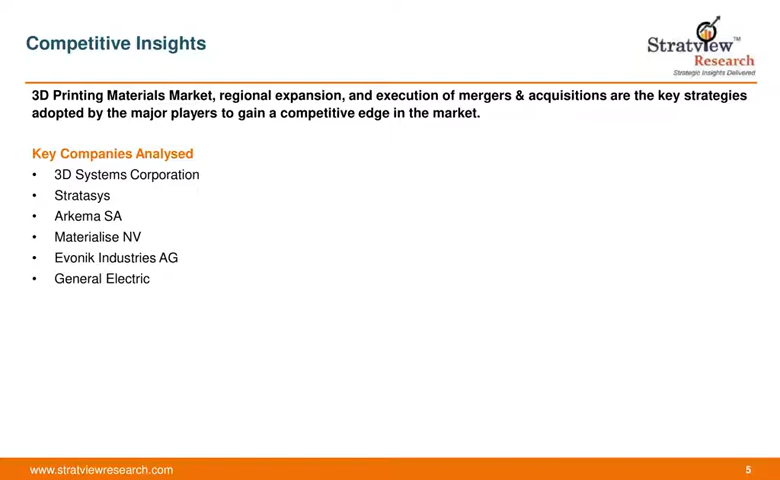 Competitive Insights
Stratview™
Research
Strategic Insights Delivered
3D Printing Materials Market, regional expansion, and execution of mergers & acquisitions are the key strategies
adopted by the major players to gain a competitive edge in the market.
Key Companies Analysed
• 3D Systems Corporation
• Stratasys
• Arkema SA
• Materialise NV
• Evonik Industries AG
• General Electric
www.stratviewresearch.com
5